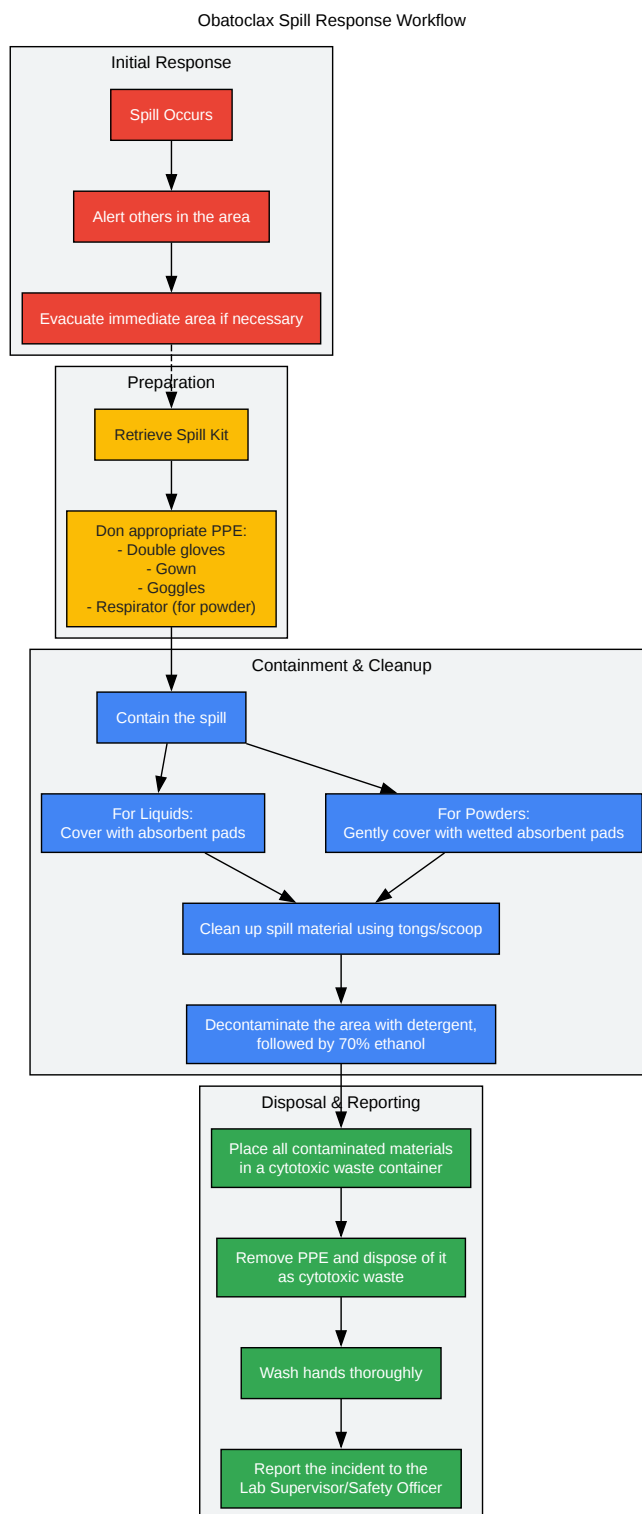 Obatoclax Spill Response Workflow
Initial Response
Spill Occurs
Alert others in the area
Evacuate immediate area if necessary
Preparation
Retrieve Spill Kit
Don appropriate PPE:
- Double gloves
- Gown
- Goggles
- Respirator (for powder)
Containment & Cleanup
Contain the spill
For Liquids:
Cover with absorbent pads
For Powders:
Gently cover with wetted absorbent pads
Clean up spill material using tongs/scoop
Decontaminate the area with detergent,
followed by 70% ethanol
Disposal & Reporting
Place all contaminated materials
in a cytotoxic waste container
Remove PPE and dispose of it
as cytotoxic waste
Wash hands thoroughly
Report the incident to the
Lab Supervisor/Safety Officer